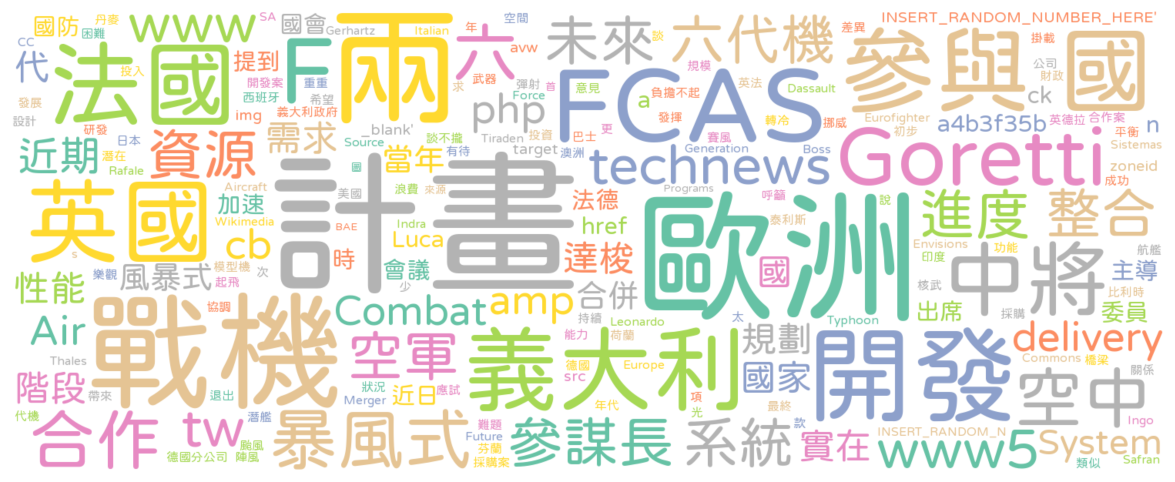 SA
國會
Gerhartz
丹麥
年
Italian
空間
談
差異
INSERT_RANDOM_NUMBER_HERE'
國防
困難
www
F
兩
六
avw
未來
六代機
參與國
掛載
CC
代
投入
法國
提到
武器
彈射
首
規模
英法
公司
財政
發展
開發案
重重
求
Force
意見
負擔不起
Dassault
ck
設計
西班牙
希望
php
FCAS
a
發揮
轉冷
挪威
Eurofighter
英德拉
合作案
研發
img
義大利政府
_blank'
更
巴士
賽風
初步
a4b3f35b
n
近期
日本
資源
需求
談不攏
Tiraden
投資
Generation
Boss
平衡
Sistemas
潛在
Source
有待
target
澳洲
technews
Goretti
zoneid
Rafale
當年
圖
成功
英國
Aircraft
美國
浪費
來源
法德
Programs
呼籲
說
加速
計畫
歐洲
進度
整合
Wikimedia
BAE
Indra
href
泰利斯
cb
時
Luca
達梭
Envisions
功能
s
樂觀
模型機
次
會議
國
印度
中將
航艦
性能
風暴式
起飛
少
合併
核武
主導
協調
Combat
amp
持續
Leonardo
太
Typhoon
出席
採購
比利時
委員
Air
戰機
能力
荷蘭
規劃
Commons
橋樑
delivery
Thales
空軍
義大利
德國
Europe
國家
開發
關係
階段
帶來
退出
狀況
應試
src
項
空中
代機
潛艦
Merger
近日
年代
光
最終
Ingo
合作
tw
颱風
暴風式
難題
Future
參謀長
系統
款
實在
INSERT_RANDOM_N
www5
System
德國分公司
陣風
芬蘭
採購案
類似
Safran